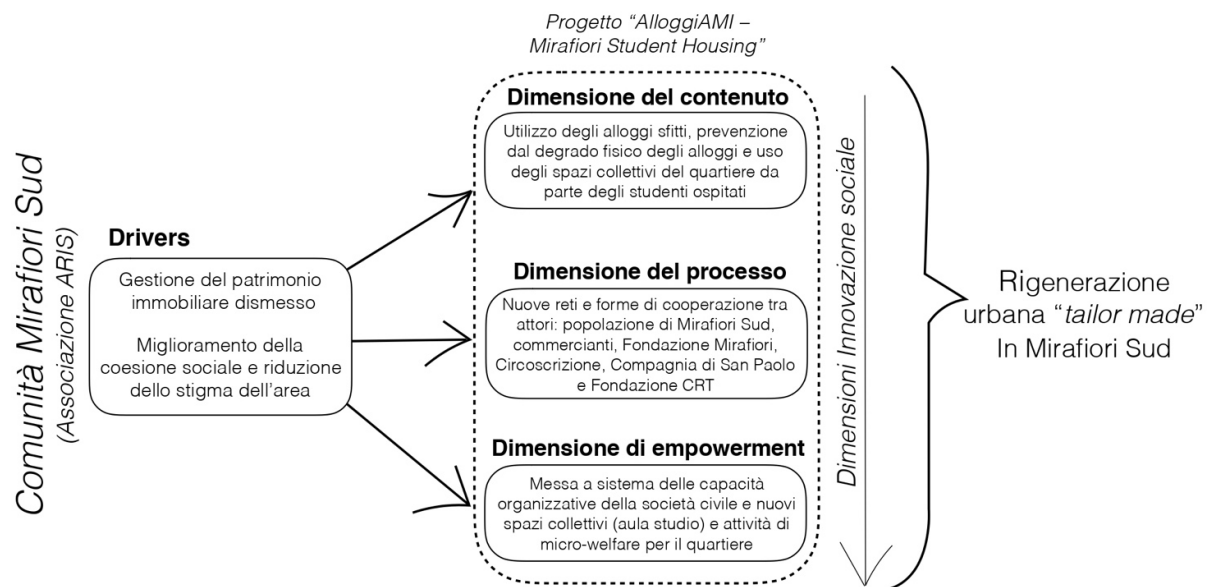 Comunità Mirafiori Sud
(Associazione ARIS)
Drivers
Gestione del patrimonio
immobiliare dismesso
Miglioramento della
coesione sociale e riduzione
dello stigma dell'area
Progetto “AlloggiAMI –
Mirafiori Student Housing”
Dimensione del contenuto
Utilizzo degli alloggi sfitti, prevenzione
dal degrado fisico degli alloggi e uso
degli spazi collettivi del quartiere da
parte degli studenti ospitati
Dimensione del processo
Nuove reti e forme di cooperazione tra
attori: popolazione di Mirafiori Sud,
commercianti, Fondazione Mirafiori,
Circoscrizione, Compagnia di San Paolo
e Fondazione CRT
Dimensione di empowerment
Messa a sistema delle capacità
organizzative della società civile e nuovi
spazi collettivi (aula studio) e attività di
micro-welfare per il quartiere
Dimensioni Innovazione sociale
Rigenerazione
urbana “tailor made”
In Mirafiori Sud